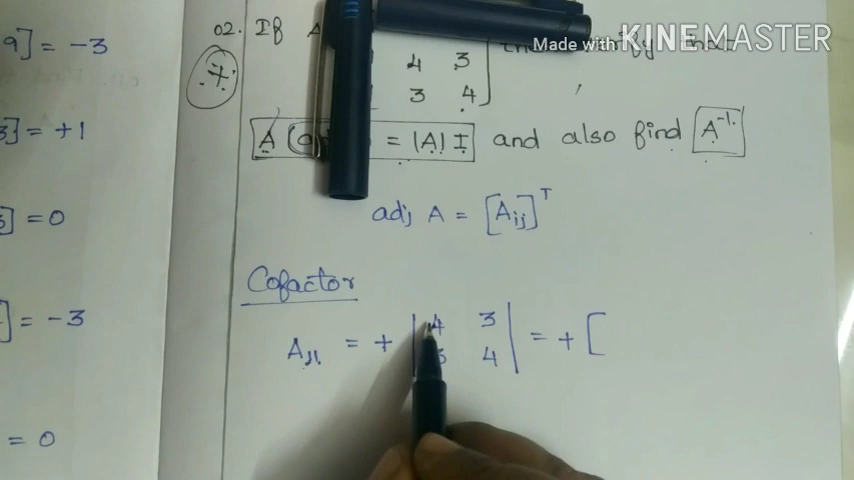 Made with KINEMASTER
9] = -3
3] = +1
] = 0
] = -3
= 0
02. If A
4 3
3 4
A = |A| I and also find A⁻¹.
adj A = [Aij]ᵀ
Cofactor
A₁₁ = + | 4 3 | = + [
3 4